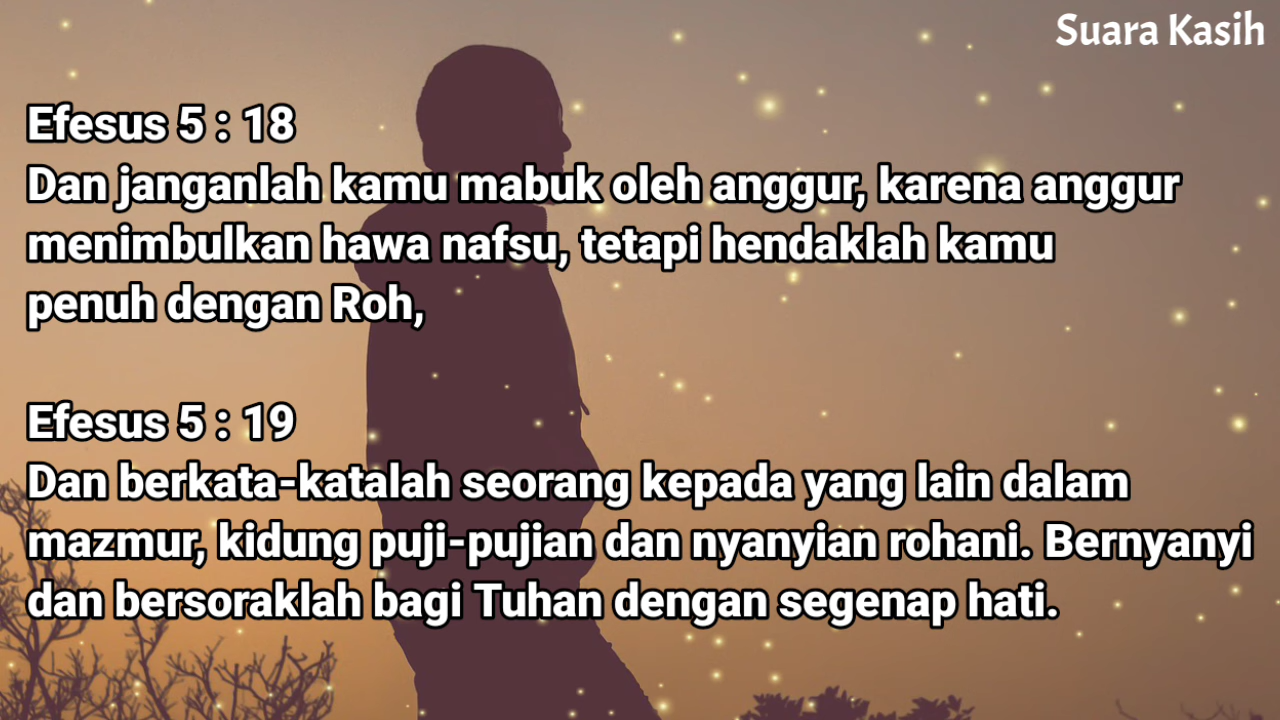 Suara Kasih
Efesus 5 : 18
Dan janganlah kamu mabuk oleh anggur, karena anggur
menimbulkan hawa nafsu, tetapi hendaklah kamu
penuh dengan Roh,
Efesus 5 : 19
Dan berkata-katalah seorang kepada yang lain dalam
mazmur, kidung puji-pujian dan nyanyian rohani. Bernyanyi
dan bersoraklah bagi Tuhan dengan segenap hati.